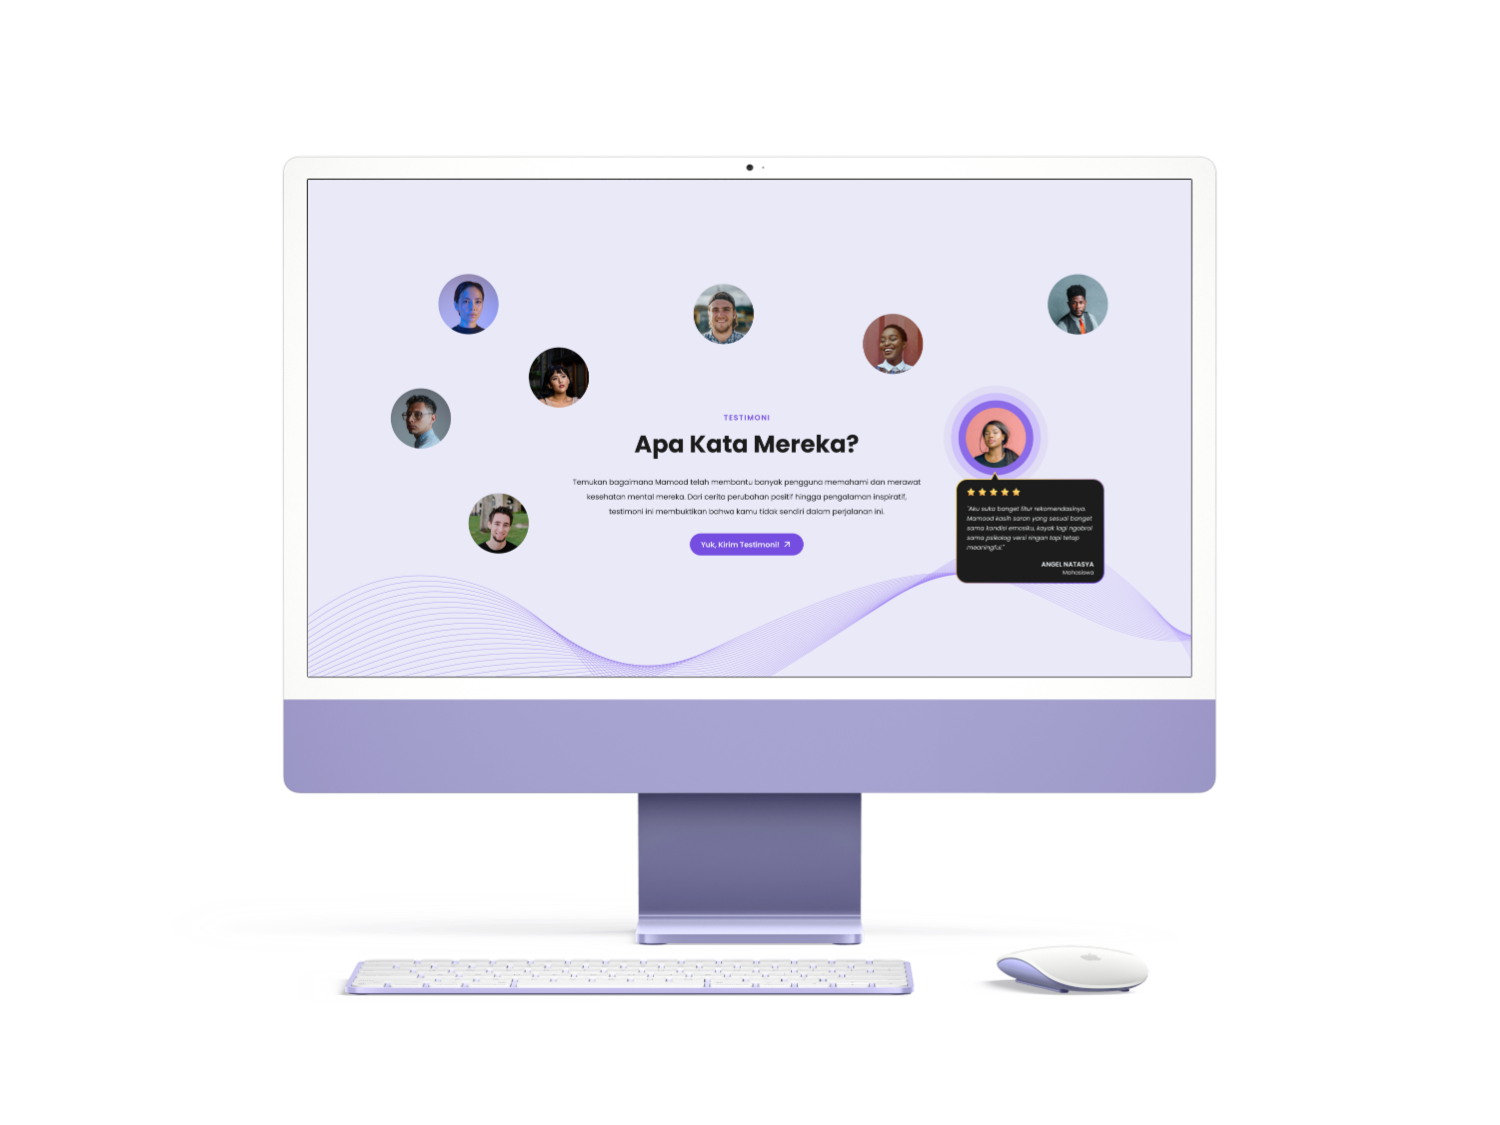 TESTIMONI
Apa Kata Mereka?
Temukan bagaimana Mamood telah membantu banyak pengguna memahami dan merawat
kesehatan mental mereka. Dari cerita perubahan positif hingga pengalaman inspiratif,
testimoni ini membuktikan bahwa kamu tidak sendiri dalam perjalanan ini.
Yuk, Kirim Testimoni!
"Aku suka banget fitur rekomendasinya.
Mamood kasih saran yang sesuai banget
sama kondisi emosiku, kayak lagi ngobrol
sama psikolog versi ringan tapi tetap
meaningful."
ANGEL NATASYA
Mahasiswa